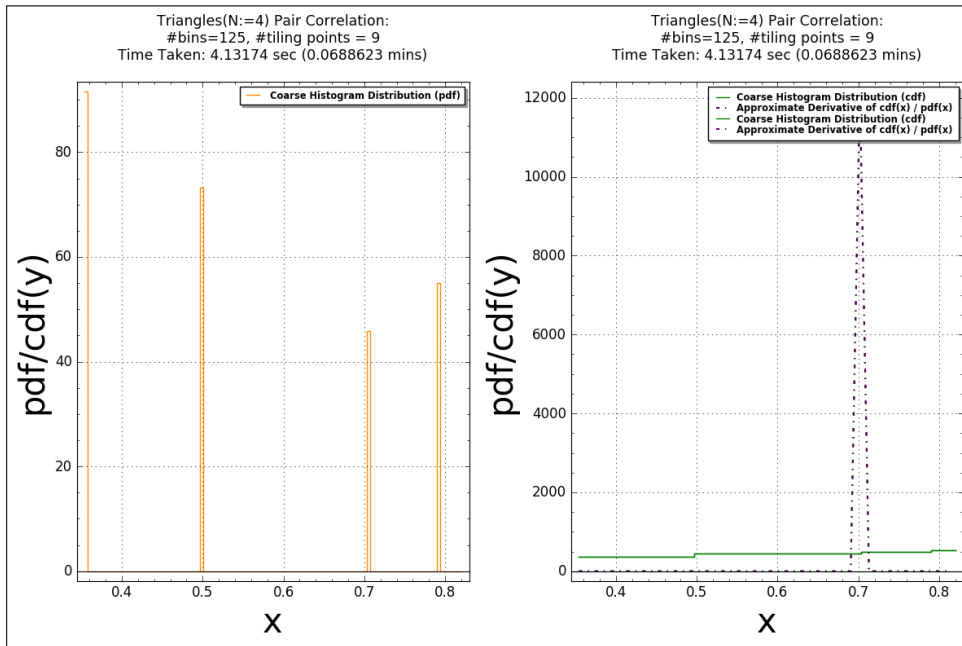 Triangles(N:=4) Pair Correlation:
#bins=125, #tiling points = 9
Time Taken: 4.13174 sec (0.0688623 mins)
Coarse Histogram Distribution (pdf)
pdf/cdf(y)
80
60
40
20
0
0.4 0.5 0.6 0.7 0.8
x
Triangles(N:=4) Pair Correlation:
#bins=125, #tiling points = 9
Time Taken: 4.13174 sec (0.0688623 mins)
Coarse Histogram Distribution (cdf)
Approximate Derivative of cdf(x) / pdf(x)
Coarse Histogram Distribution (cdf)
Approximate Derivative of cdf(x) / pdf(x)
pdf/cdf(y)
12000
10000
8000
6000
4000
2000
0
0.4 0.5 0.6 0.7 0.8
x